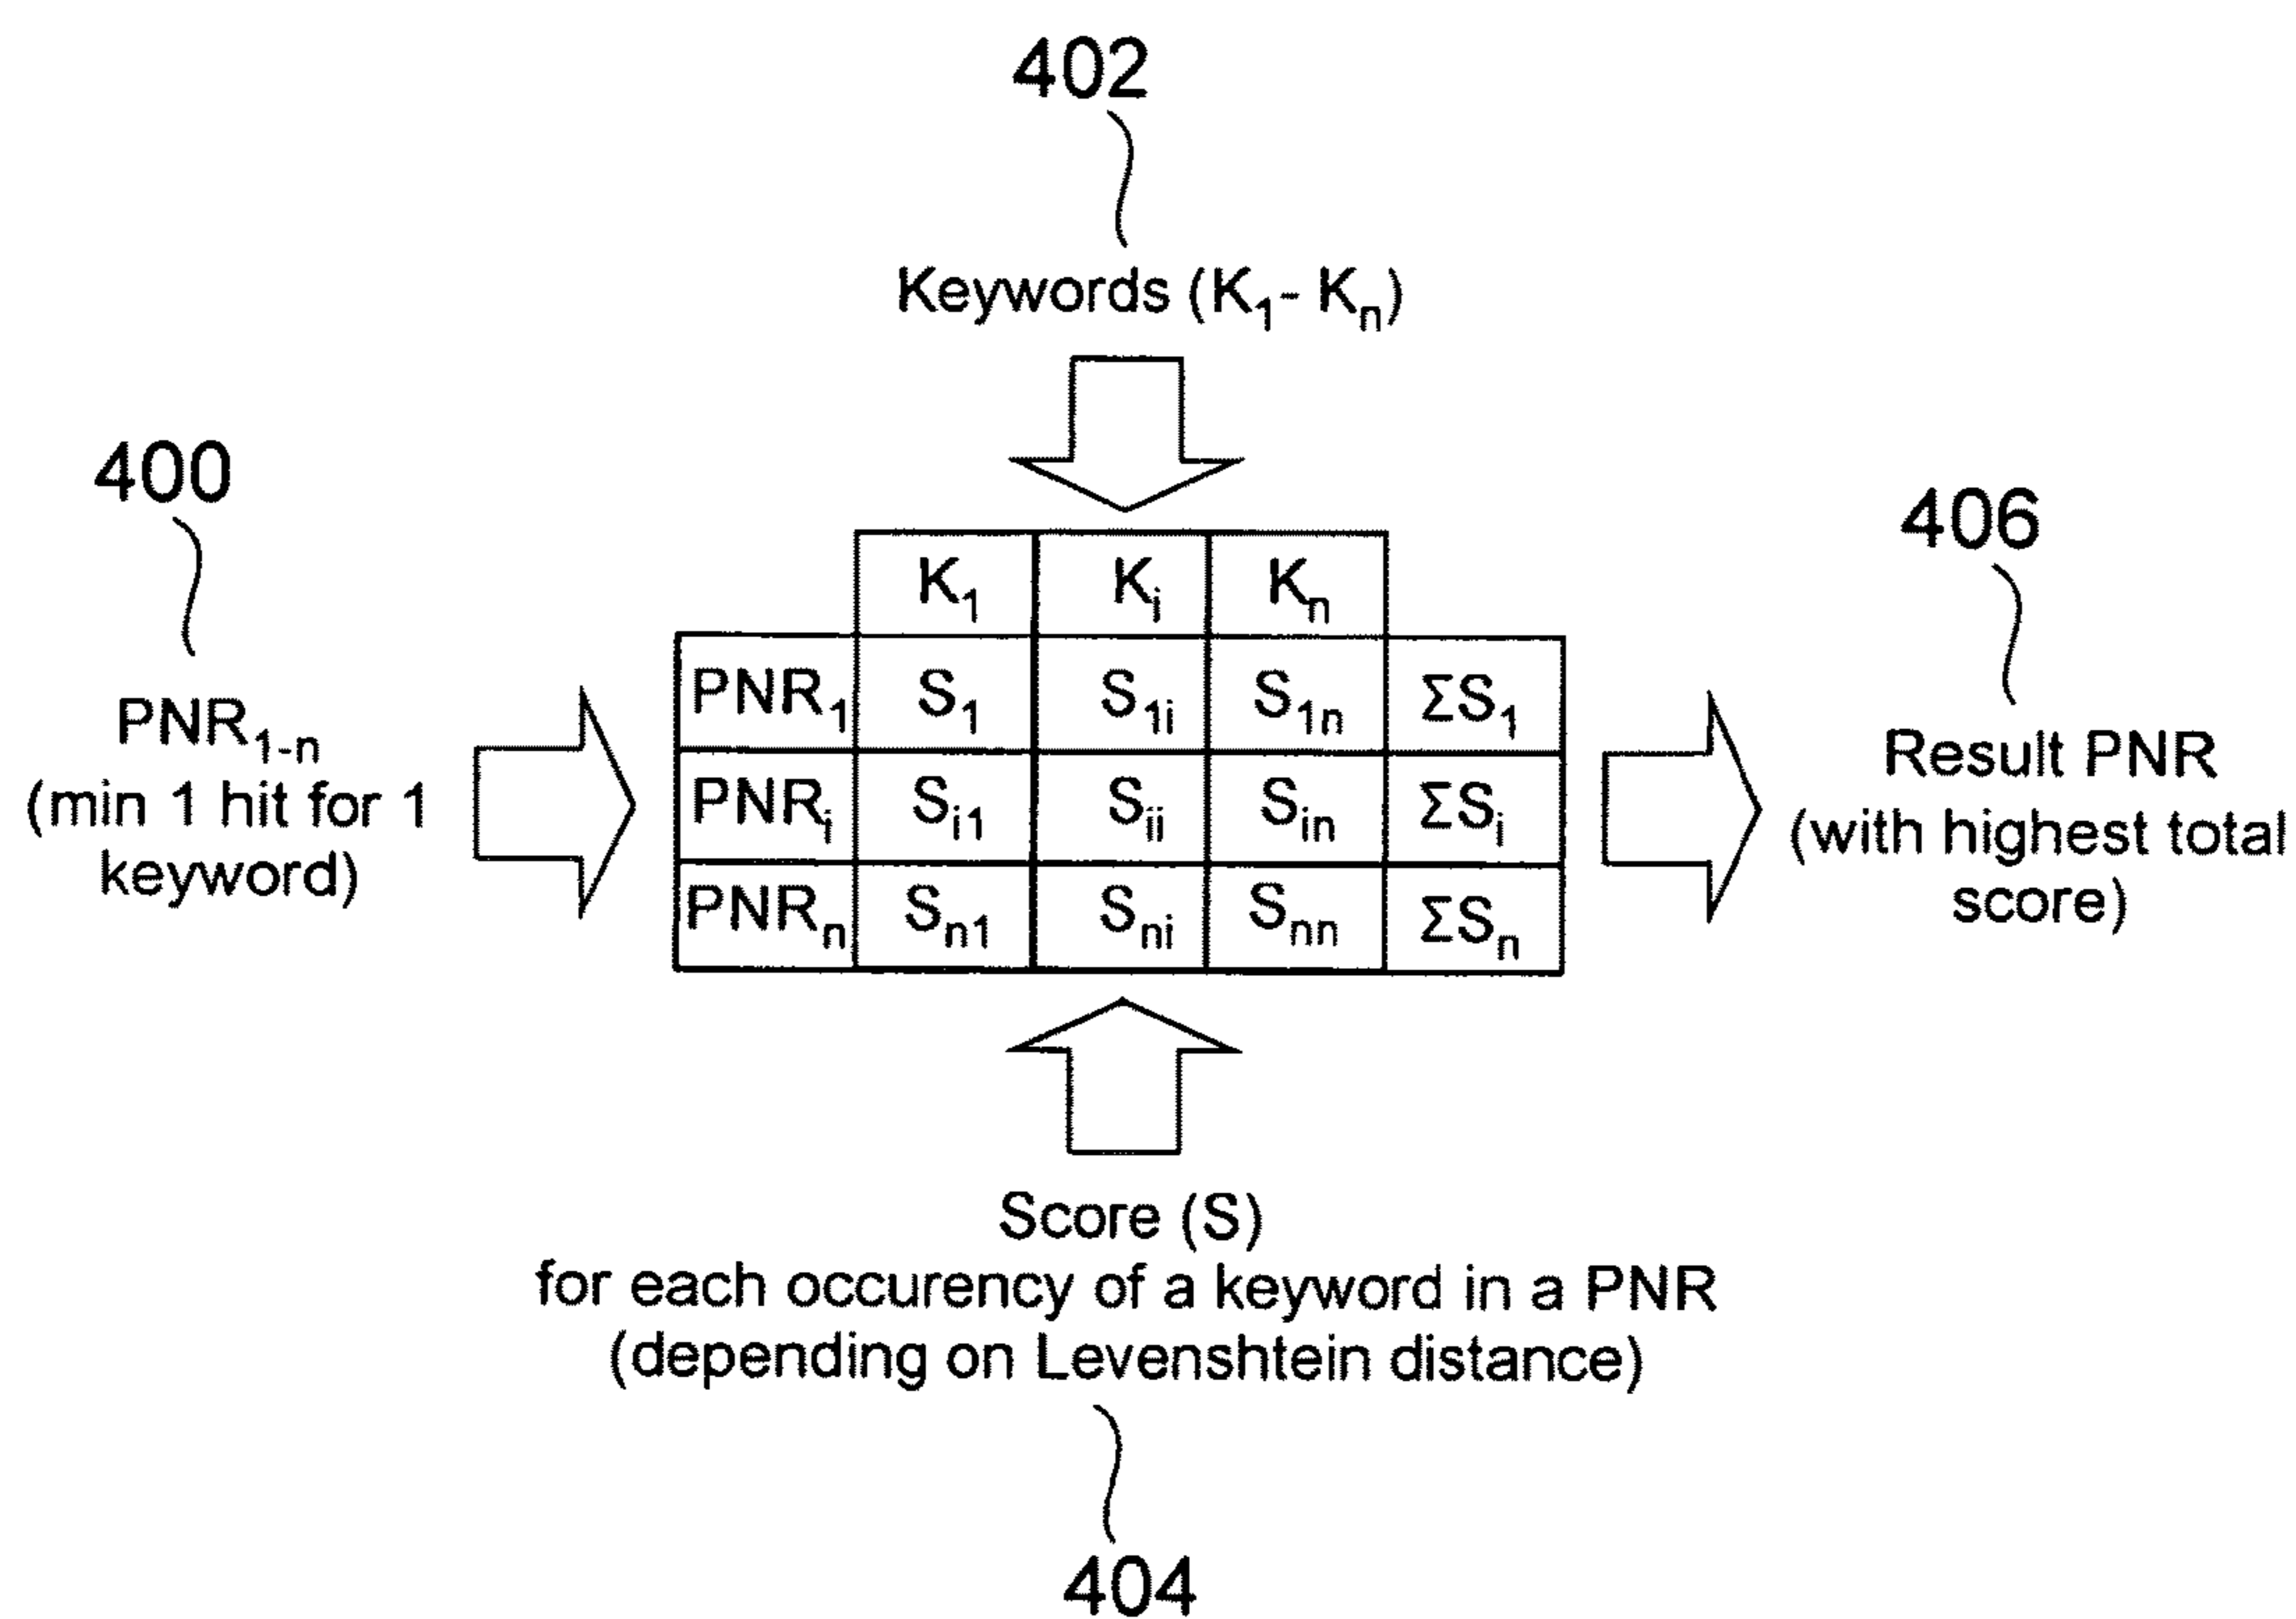 402
Keywords (K₁- Kₙ)
400
PNR₁₋ₙ
(min 1 hit for 1
keyword)
K₁ Kᵢ Kₙ
PNR₁ S₁ S₁ᵢ S₁ₙ ΣS₁
PNRᵢ Sᵢ₁ Sᵢᵢ Sᵢₙ ΣSᵢ
PNRₙ Sₙ₁ Sₙᵢ Sₙₙ ΣSₙ
406
Result PNR
(with highest total
score)
Score (S)
for each occurency of a keyword in a PNR
(depending on Levenshtein distance)
404